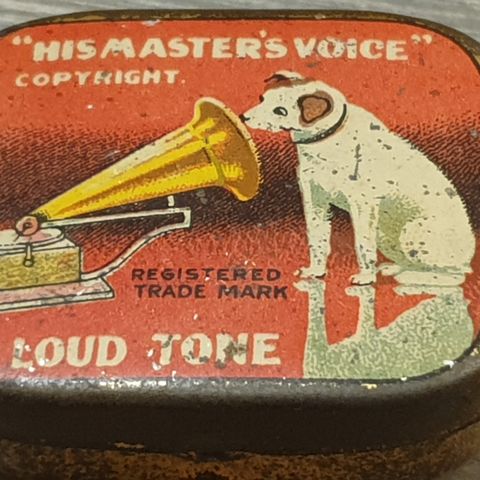 "HIS MASTER'S VOICE"
COPYRIGHT.
REGISTERED
TRADE MARK
LOUD TONE